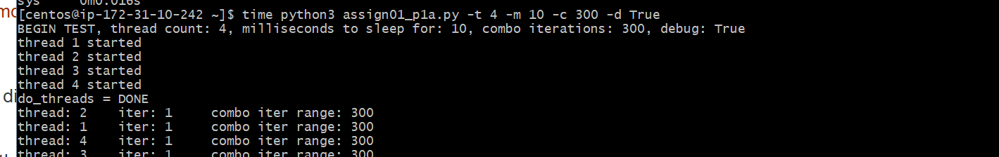 sys     0m0.016s
[centos@ip-172-31-10-242 ~]$ time python3 assign01_p1a.py -t 4 -m 10 -c 300 -d True
BEGIN TEST, thread count: 4, milliseconds to sleep for: 10, combo iterations: 300, debug: True
thread 1 started
thread 2 started
thread 3 started
thread 4 started
do_threads = DONE
thread: 2    iter: 1     combo iter range: 300
thread: 1    iter: 1     combo iter range: 300
thread: 4    iter: 1     combo iter range: 300
thread: 3    iter: 1     combo iter range: 300